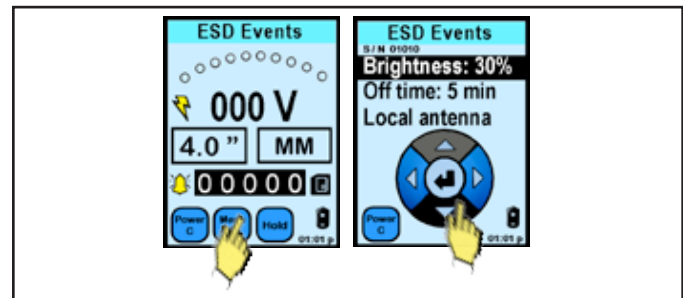 ESD Events
000 V
4.0 ”
MM
00000
Power
C
Hold
01:01 p
ESD Events
S/N 01010
Brightness: 30%
Off time: 5 min
Local antenna
Power
C
01:01 p